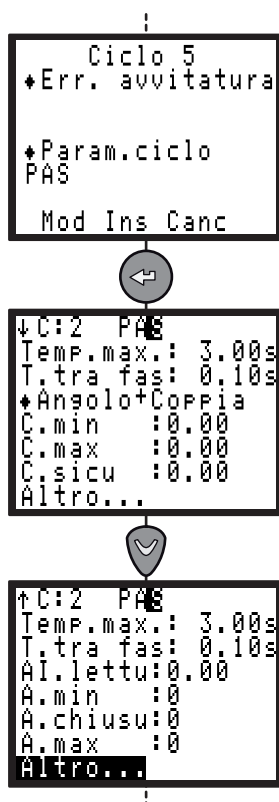 Ciclo 5
♦Err. avvitatura
♦Param.ciclo
PAS
Mod Ins Canc
↓C:2 PAS
Temp.max.: 3.00s
T.tra fas: 0.10s
♦Angolo+Coppia
C.min :0.00
C.max :0.00
C.sicu :0.00
Altro...
↑C:2 PAS
Temp.max.: 3.00s
T.tra fas: 0.10s
AI.lettu:0.00
A.min :0
A.chiusu:0
A.max :0
Altro...